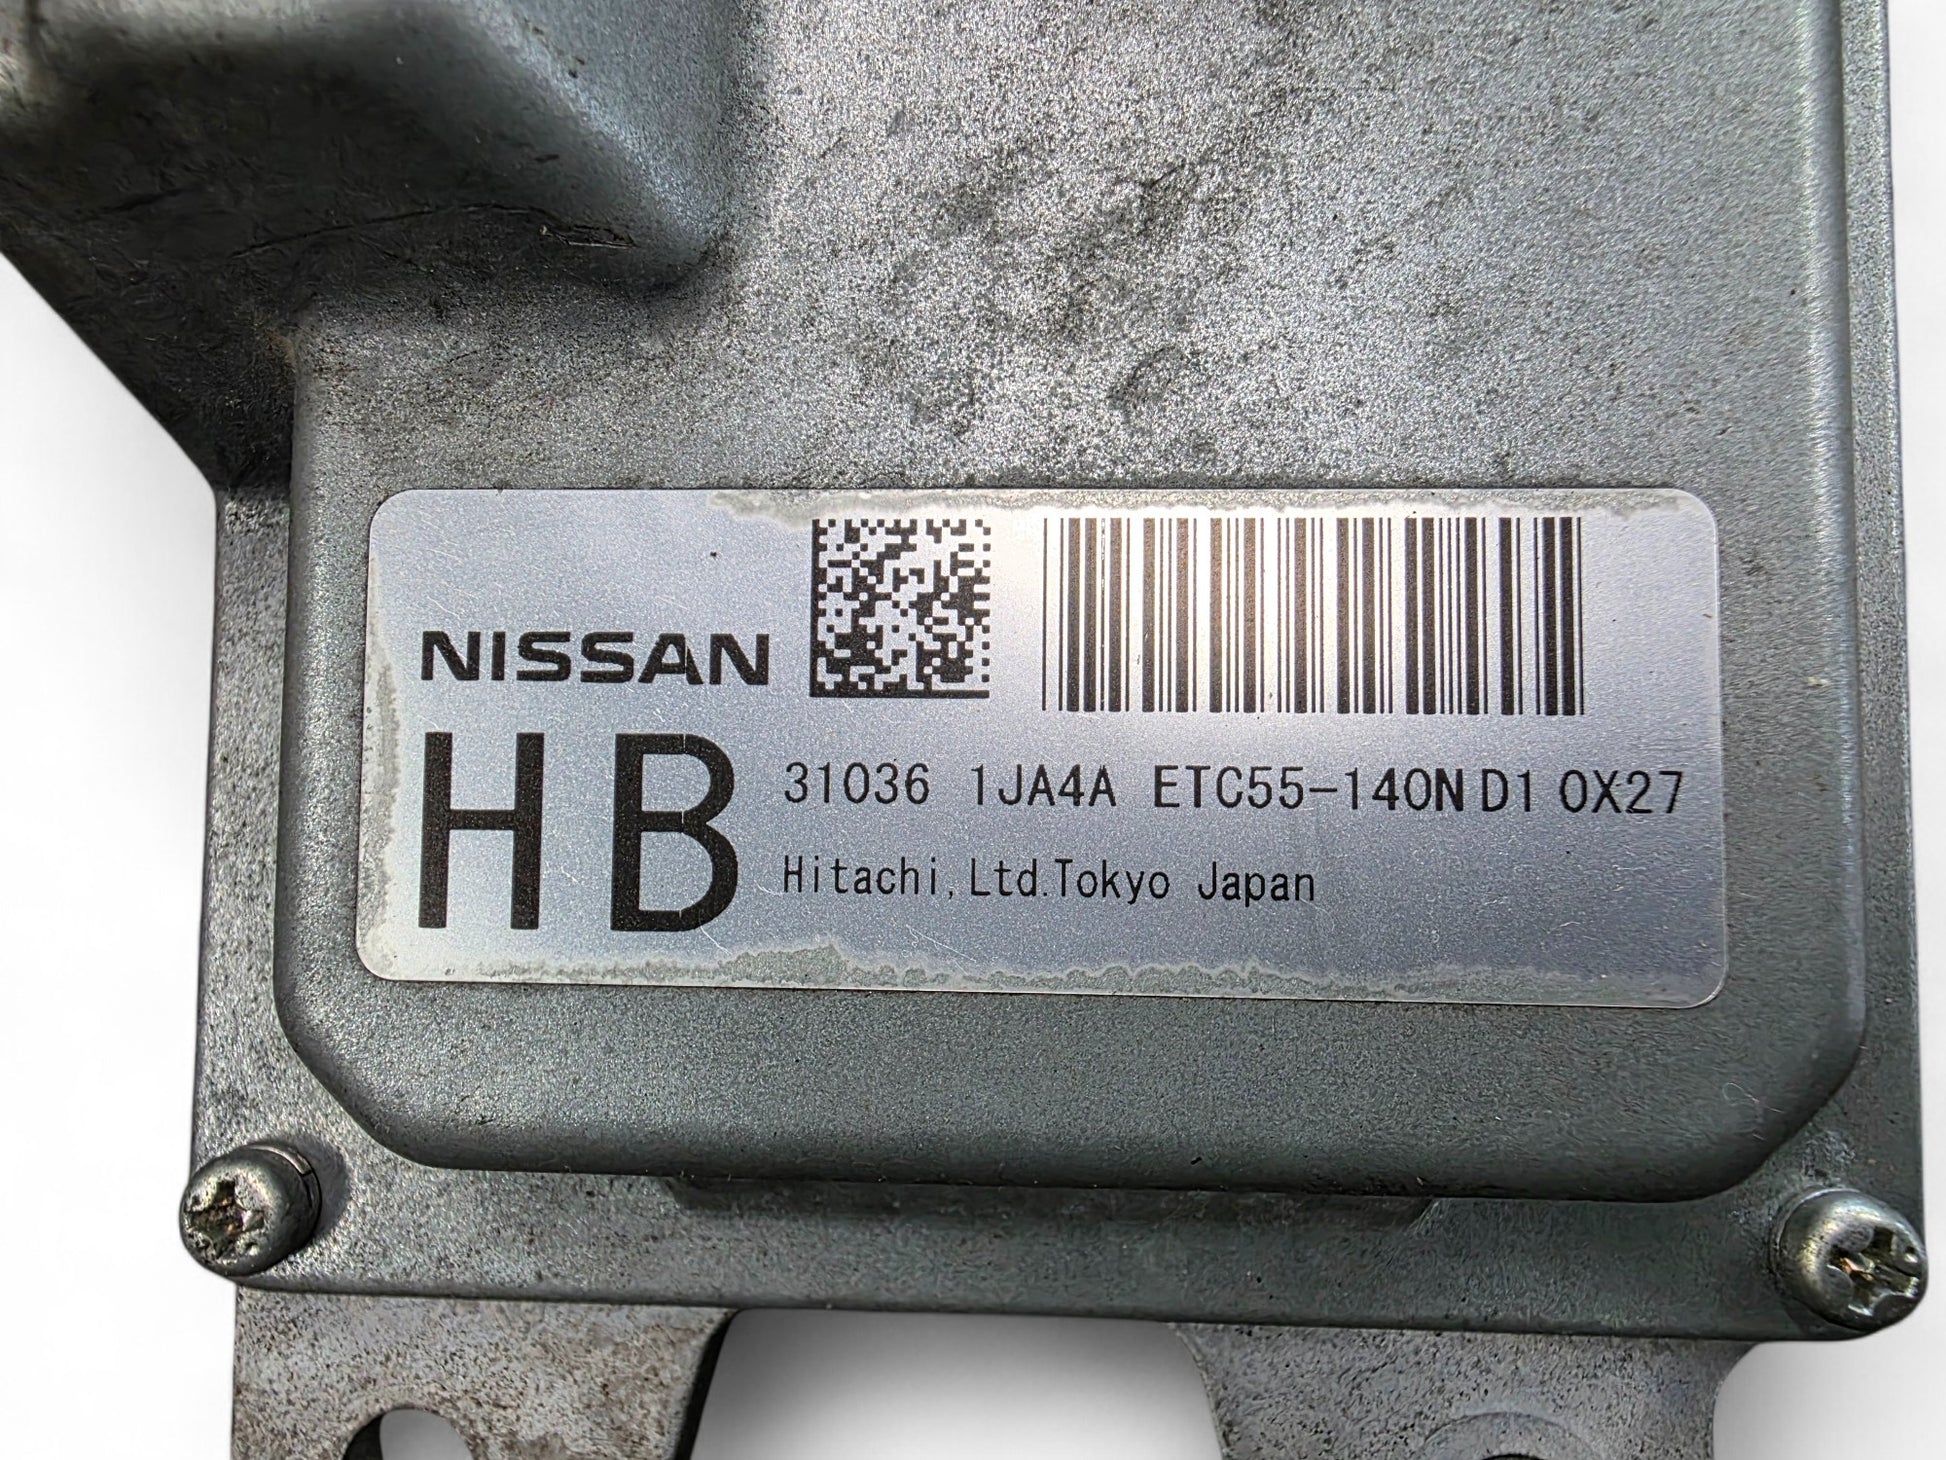 NISSAN
HB
31036 1JA4A ETC55-140N D1 0X27
Hitachi, Ltd. Tokyo Japan